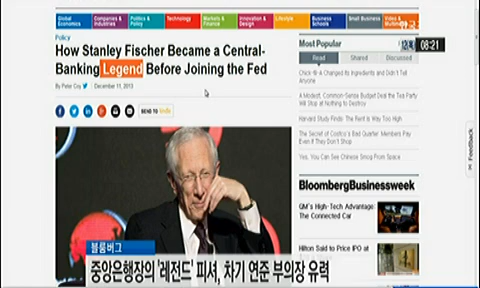 Global Economics
Companies & Industries
Politics & Policy
Technology
Markets & Finance
Innovation & Design
Lifestyle
Business Schools
Small Business
Video & Multimedia
08:21
Policy
How Stanley Fischer Became a Central-
Banking Legend Before Joining the Fed
By Peter Coy
December 11, 2013
SEND TO
Most Popular
Read
Shared
Discussed
Chick-fil-A Changed Its Ingredients and Didn't Tell
Anyone
A Modest, Common-Sense Budget Deal the Tea Party
Will Stop at Nothing to Destroy
Harvard Study Finds: The Rent Is Way Too High
The Secret of Costco's Bad Quarter: Members Pay
Even If They Don't Shop
Yes, You Can See Chinese Smog From Space
Feedback
BloombergBusinessweek
GM's High-Tech Advantage:
The Connected Car
Hilton Said to Price IPO at
블룸버그
중앙은행장의 '레전드' 피셔, 차기 연준 부의장 유력